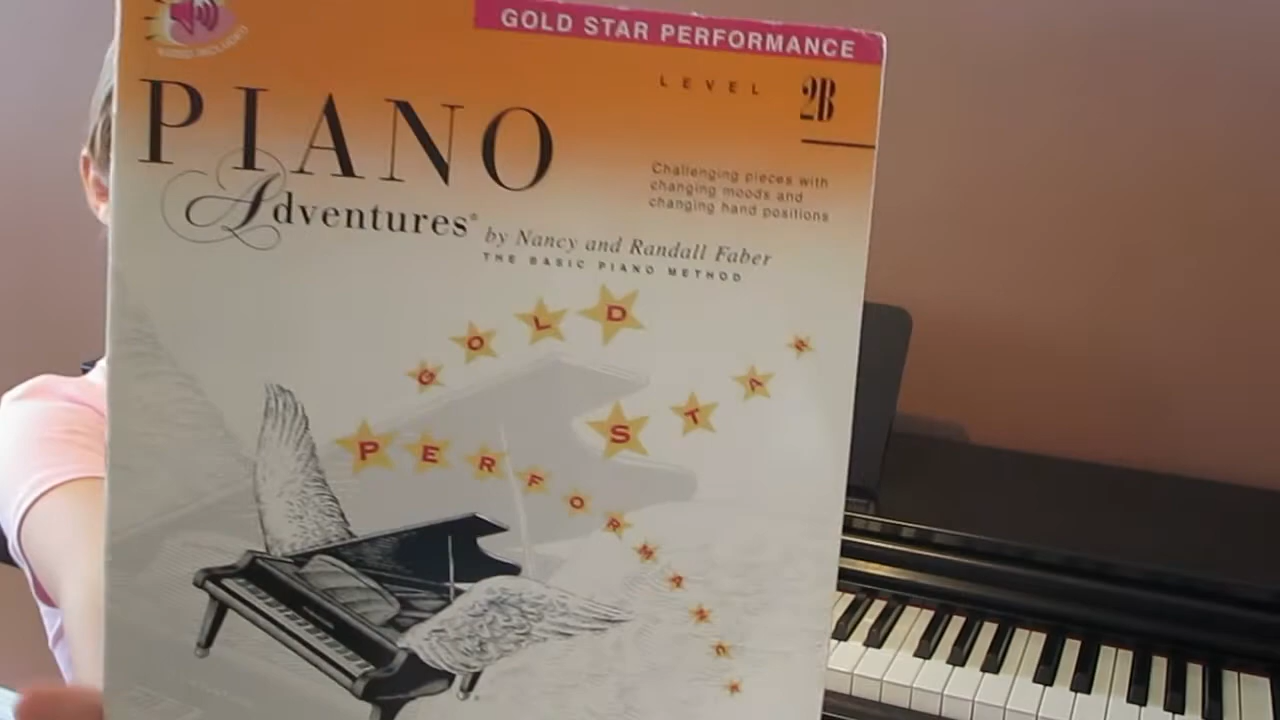 GOLD STAR PERFORMANCE
LEVEL 2B
PIANO
Adventures®
Challenging pieces with
changing moods and
changing hand positions
by Nancy and Randall Faber
THE BASIC PIANO METHOD
GOLD
STAR
PERFORMANCE